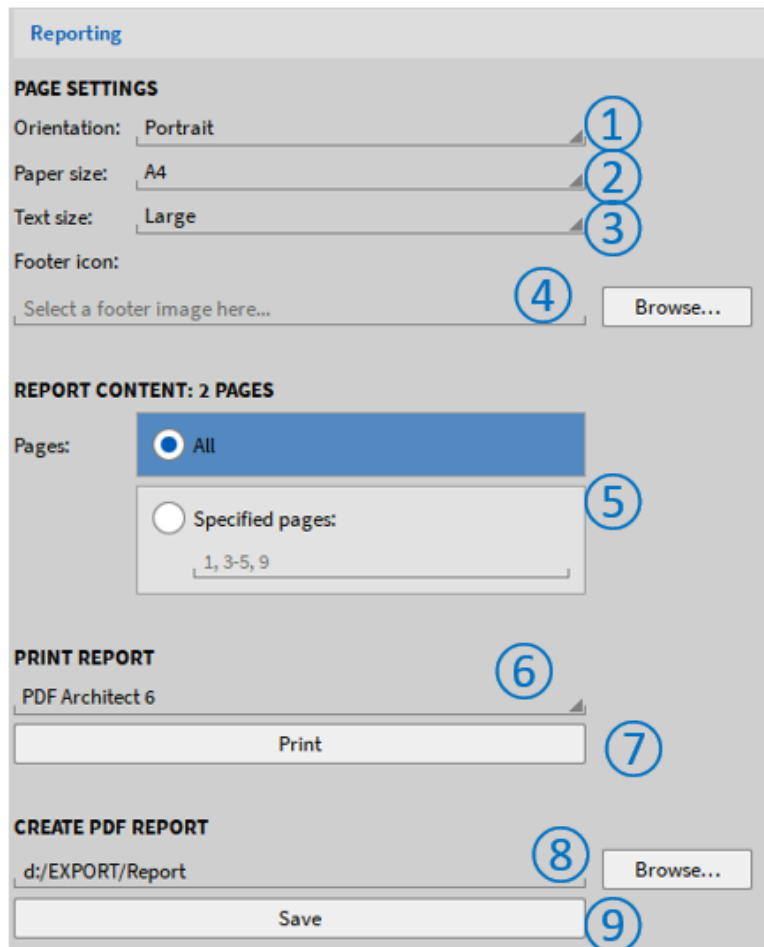 Reporting
PAGE SETTINGS
Orientation: Portrait ①
Paper size: A4 ②
Text size: Large ③
Footer icon:
Select a footer image here... ④ Browse...
REPORT CONTENT: 2 PAGES
Pages: All
⑤
Specified pages:
1, 3-5, 9
PRINT REPORT
⑥
PDF Architect 6
Print ⑦
CREATE PDF REPORT
d:/EXPORT/Report ⑧ Browse...
Save ⑨